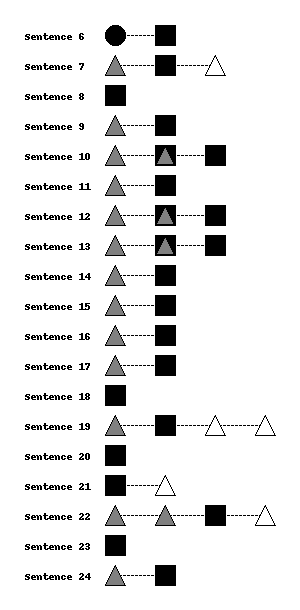 Sentence 6
Sentence 7
Sentence 8
Sentence 9
Sentence 10
Sentence 11
Sentence 12
Sentence 13
Sentence 14
Sentence 15
Sentence 16
Sentence 17
Sentence 18
Sentence 19
Sentence 20
Sentence 21
Sentence 22
Sentence 23
Sentence 24